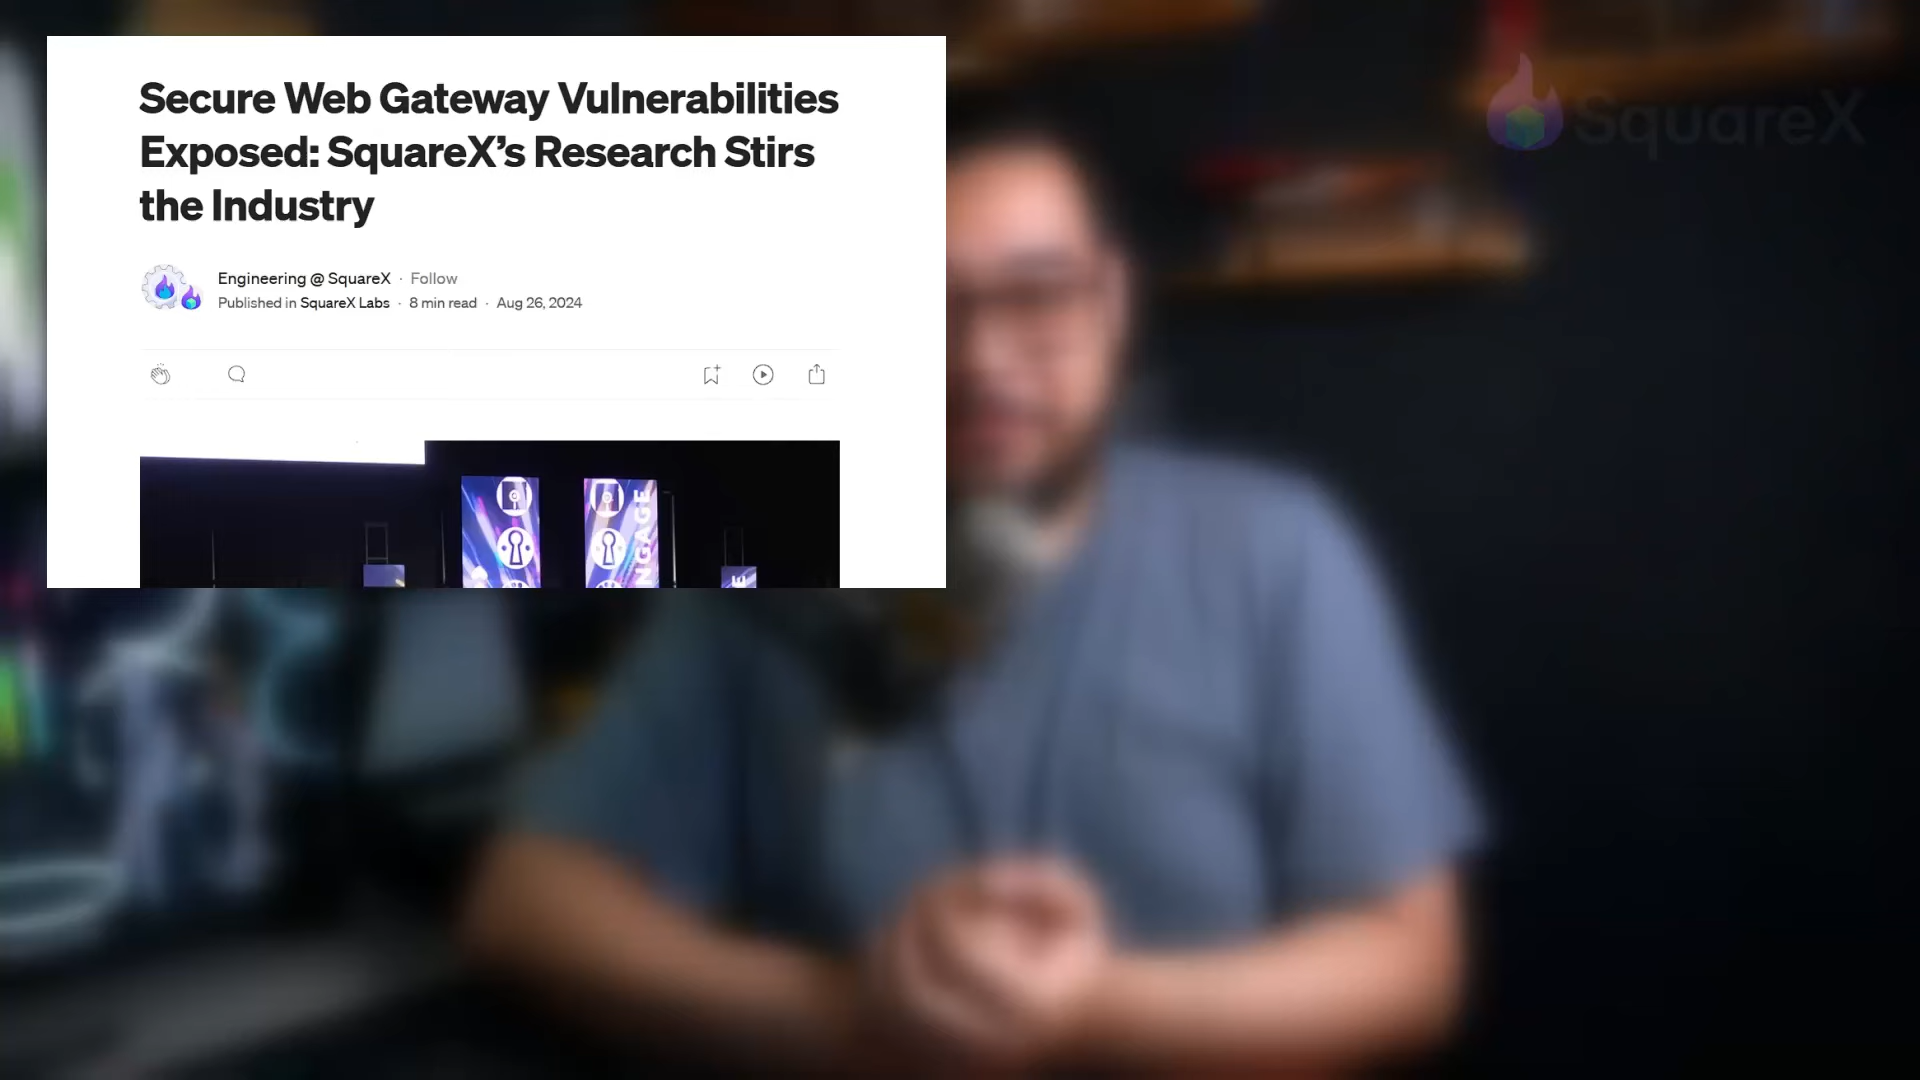 Secure Web Gateway Vulnerabilities
Exposed: SquareX’s Research Stirs
the Industry
Engineering @ SquareX · Follow
Published in SquareX Labs · 8 min read · Aug 26, 2024
NGAGE
E
SquareX